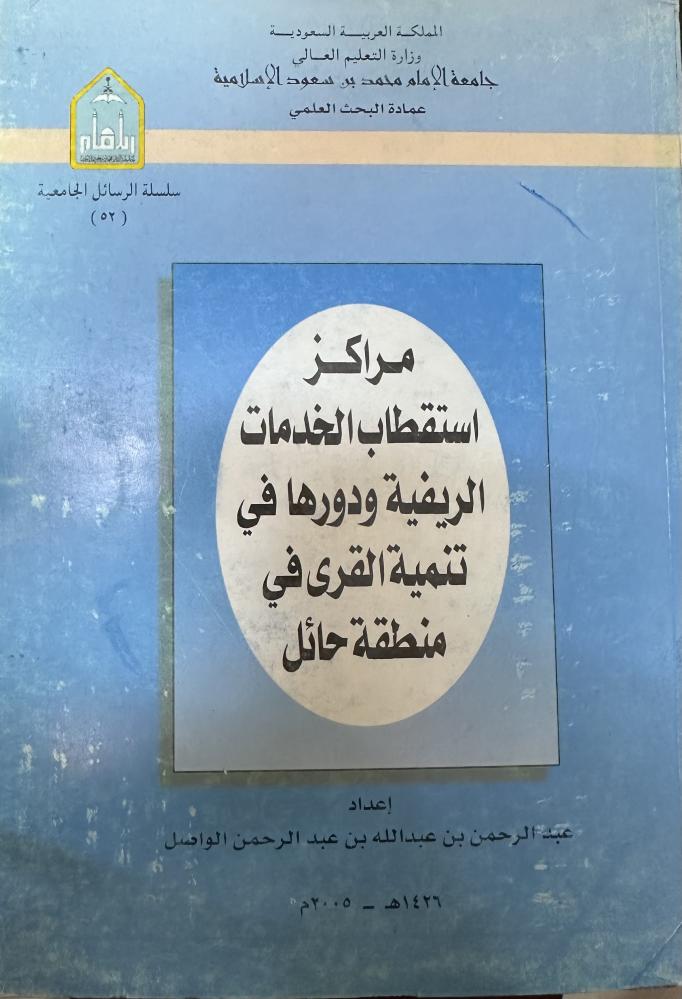 المملكة العربية السعودية
وزارة التعليم العالي
جامعة الإمام محمد بن سعود الإسلامية
عمادة البحث العلمي
سلسلة الرسائل الجامعية
( ٥٢ )
مراكز
استقطاب الخدمات
الريفية ودورها في
تنمية القرى في
منطقة حائل
إعداد
عبد الرحمن بن عبدالله بن عبد الرحمن الواصل
١٤٢٦هـ ــ ٢٠٠٥م